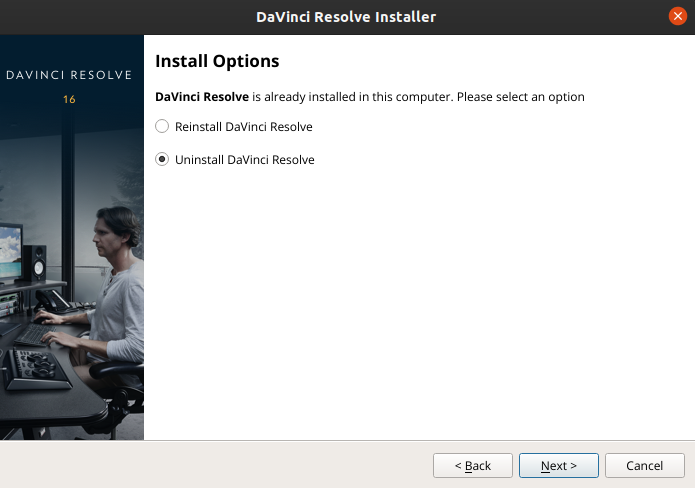 DaVinci Resolve Installer
DAVINCI RESOLVE
16
Install Options
DaVinci Resolve is already installed in this computer. Please select an option
Reinstall DaVinci Resolve
Uninstall DaVinci Resolve
< Back
Next >
Cancel